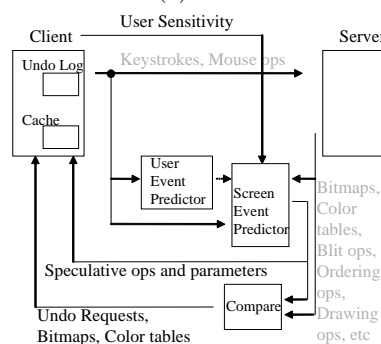 User Sensitivity
Client
Server
Undo Log
Keystrokes, Mouse ops
Cache
User
Event
Predictor
Screen
Event
Predictor
Bitmaps,
Color
tables,
Blit ops,
Ordering
ops,
Drawing
ops, etc
Speculative ops and parameters
Compare
Undo Requests,
Bitmaps, Color tables